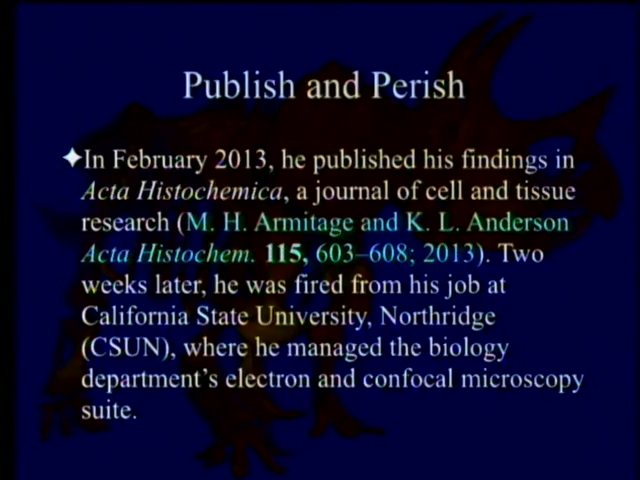 Publish and Perish
✦In February 2013, he published his findings in
Acta Histochemica, a journal of cell and tissue
research (M. H. Armitage and K. L. Anderson
Acta Histochem. 115, 603–608; 2013). Two
weeks later, he was fired from his job at
California State University, Northridge
(CSUN), where he managed the biology
department's electron and confocal microscopy
suite.